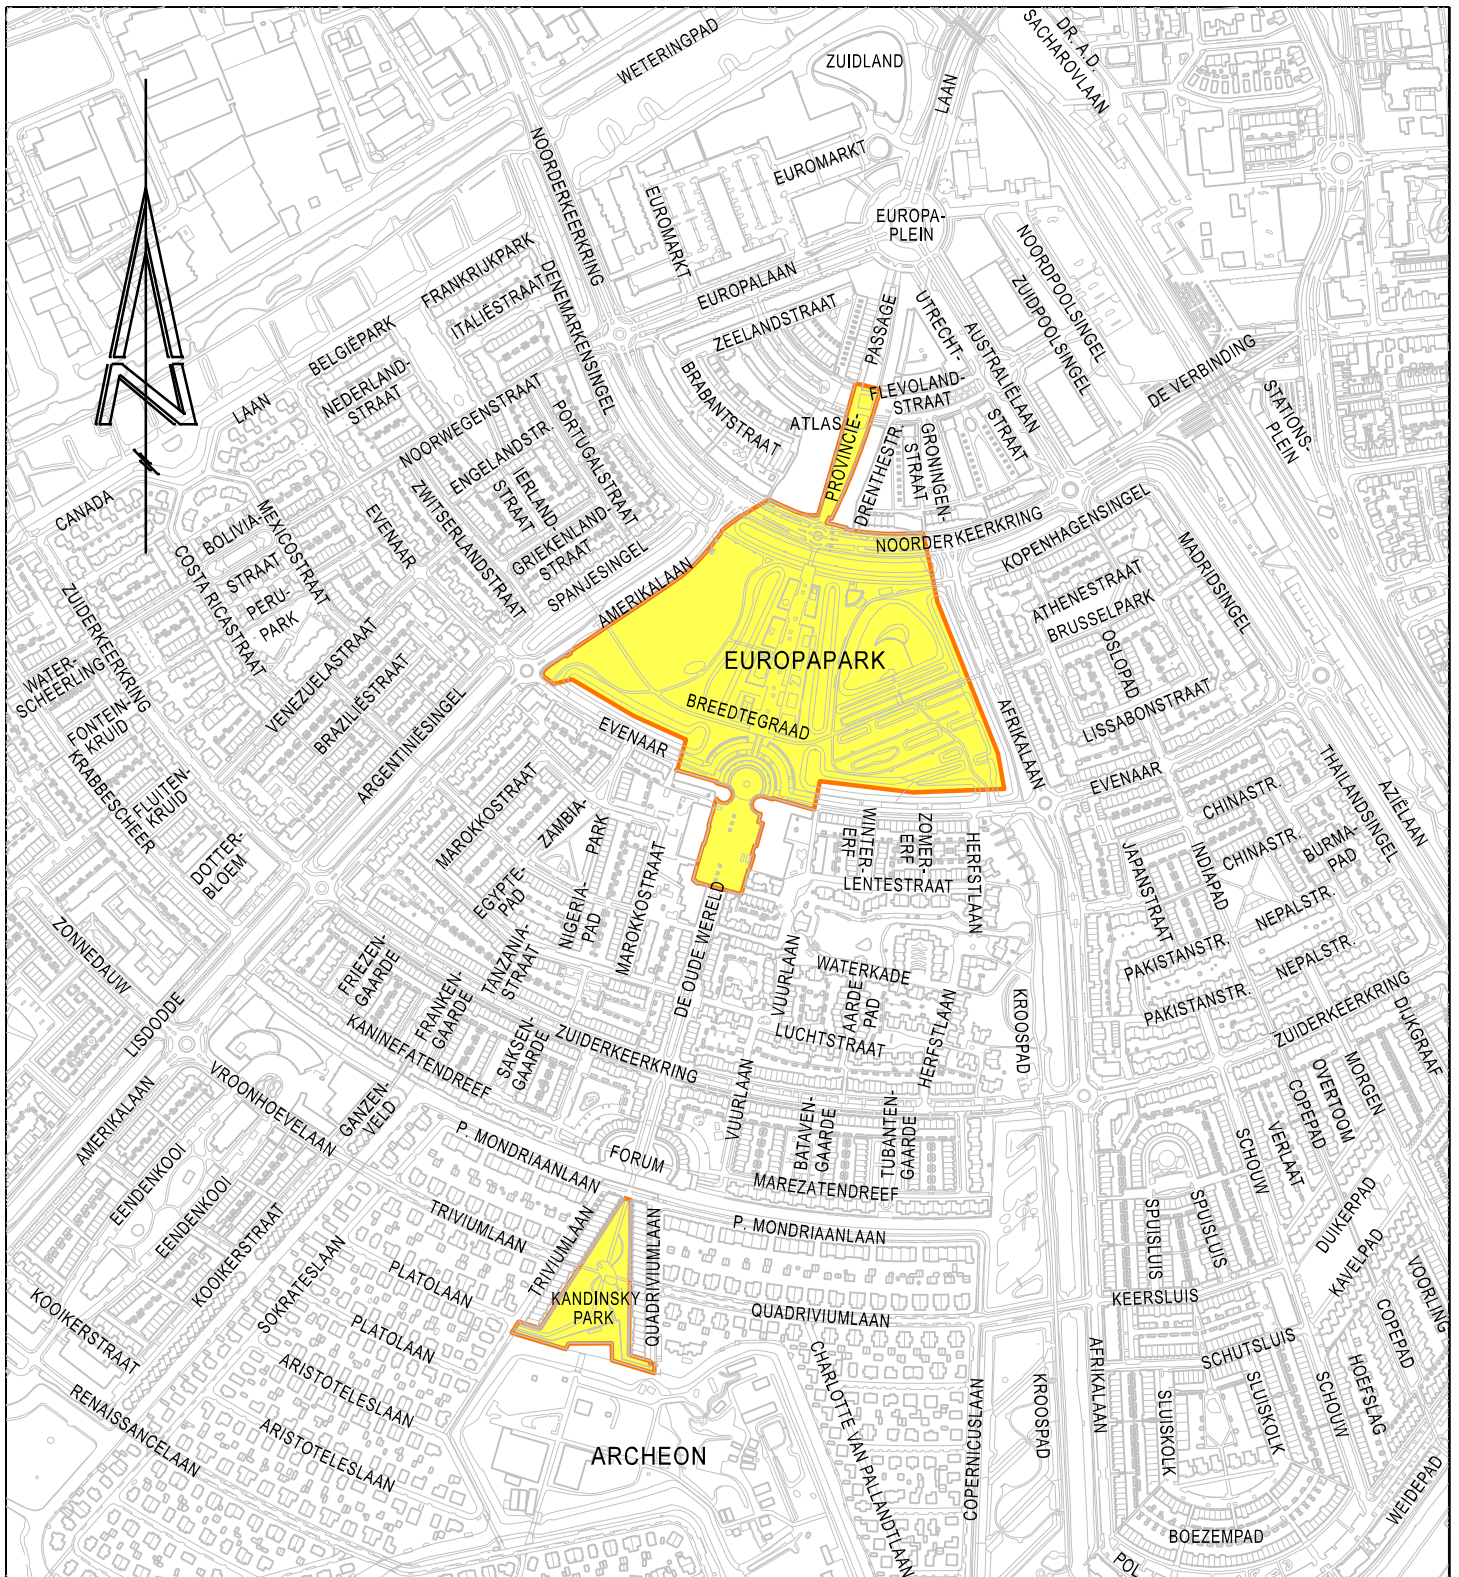 WETERINGPAD
ZUIDLAND
LAAN
DR. A.D.
SACHAROVLAAN
NOORDERKEERKRING
EUROMARKT
EUROMARKT
EUROPA-
PLEIN
NOORDPOOLSINGEL
ZUIDPOOLSINGEL
FRANKRIJKPARK
ITALIËSTRAAT
DENEMARKENSINGEL
EUROPALAAN
ZEELANDSTRAAT
PASSAGE
UTRECHT-
STRAAT
AUSTRALIËLAAN
DE VERBINDING
STATIONS-
PLEIN
BELGIËPARK
NEDERLAND-
STRAAT
LAAN
NOORWEGENSTRAAT
BRABANTSTRAAT
ATLAS
PROVINCIE-
FLEVOLAND-
STRAAT
DRENTHESTR.
GRONINGEN-
STRAAT
ENGELANDSTR.
PORTUGALSTRAAT
IERLAND-
STRAAT
ZWITSERLANDSTRAAT
GRIEKENLAND-
STRAAT
SPANJESINGEL
CANADA
BOLIVIA-
STRAAT
MEXICOSTRAAT
EVENAAR
COSTA RICASTRAAT
PERU-
PARK
AMERIKALAAN
NOORDERKEERKRING
KOPENHAGENSINGEL
MADRIDSINGEL
ATHENESTRAAT
BRUSSELPARK
OSLOPAD
LISSABONSTRAAT
ZUIDERKEERKRING
WATER-
SCHEERLING
FONTEIN-
KRUID
KRABBESCHEER
FLUITEN-
KRUID
DOTTER-
BLOEM
VENEZUELASTRAAT
BRAZILIËSTRAAT
ARGENTINIËSINGEL
EUROPAPARK
BREEDTEGRAAD
EVENAAR
AFRIKALAAN
EVENAAR
THAILANDSINGEL
AZIËLAAN
CHINASTR.
CHINASTR.
BURMA-
PAD
INDIAPAD
JAPANSTRAAT
NEPALSTR.
NEPALSTR.
PAKISTANSTR.
PAKISTANSTR.
MAROKKOSTRAAT
ZAMBIA-
PARK
EGYPTE-
PAD
NIGERIA-
PAD
MAROKKOSTRAAT
TANZANIA-
STRAAT
WINTER-
ERF
ZOMER-
ERF
LENTESTRAAT
HERFSTLAAN
DE OUDE WERELD
VUURLAAN
WATERKADE
AARDE
PAD
LUCHTSTRAAT
HERFSTLAAN
KROOSPAD
ZUIDERKEERKRING
DIJKGRAAF
ZONNEDAUW
LISDODDE
FRIEZEN-
GAARDE
FRANKEN-
GAARDE
SAKSEN-
GAARDE
KANINEFATENDREEF
ZUIDERKEERKRING
VUURLAAN
BATAVEN-
GAARDE
TUBANTEN-
GAARDE
MAREZATENDREEF
AMERIKALAAN
VROONHOEVELAAN
GANZEN-
VELD
EENDENKOOI
EENDENKOOI
KOOIKERSTRAAT
KOOIKERSTRAAT
P. MONDRIAANLAAN
FORUM
P. MONDRIAANLAAN
TRIVIUMLAAN
TRIVIUMLAAN
QUADRIVIUMLAAN
QUADRIVIUMLAAN
KANDINSKY
PARK
SOKRATESLAAN
PLATOLAAN
PLATOLAAN
ARISTOTELESLAAN
ARISTOTELESLAAN
RENAISSANCELAAN
ARCHEON
CHARLOTTE VAN PALLANDTLAAN
COPERNICUSLAAN
KROOSPAD
AFRIKALAAN
MORGEN
OVERTOOM
COPEPAD
VERLAAT
SCHOUW
SPUISLUIS
SPUISLUIS
DUIKERPAD
KAVELPAD
VOORLING
COPEPAD
KEERSLUIS
SCHUTSLUIS
HOEFSLAG
SCHOUW
SLUISKOLK
SLUISKOLK
WEIDEPAD
BOEZEMPAD
POL